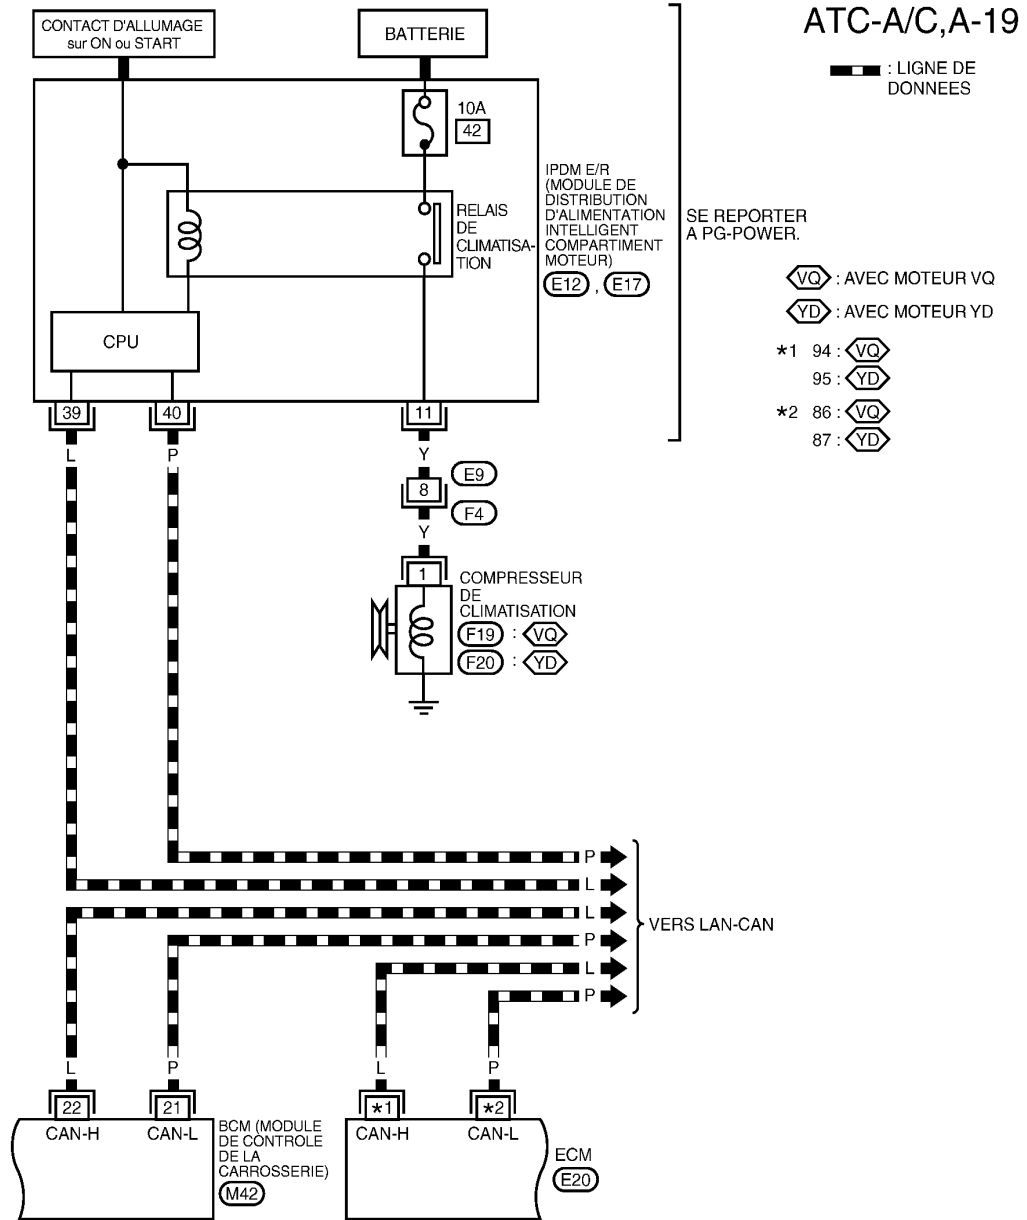 ATC-A/C,A-19
CONTACT D'ALLUMAGE
sur ON ou START
BATTERIE
: LIGNE DE
DONNEES
10A
42
IPDM E/R
(MODULE DE
DISTRIBUTION
D'ALIMENTATION
INTELLIGENT
COMPARTIMENT
MOTEUR)
E12 , E17
RELAIS
DE
CLIMATISA-
TION
SE REPORTER
A PG-POWER.
VQ : AVEC MOTEUR VQ
YD : AVEC MOTEUR YD
CPU
*1 94 : VQ
95 : YD
*2 86 : VQ
87 : YD
39
40
11
L
P
Y
E9
8
F4
Y
1
COMPRESSEUR
DE
CLIMATISATION
F19 : VQ
F20 : YD
P
L
L
P
L
P
VERS LAN-CAN
L
P
L
P
22
21
*1
*2
CAN-H
CAN-L
BCM (MODULE
DE CONTROLE
DE LA
CARROSSERIE)
M42
CAN-H
CAN-L
ECM
E20